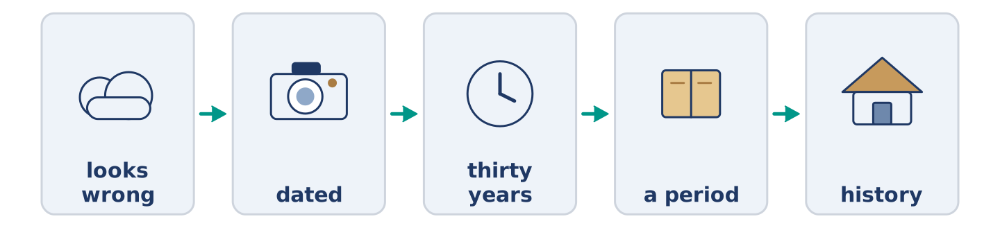 looks
wrong
dated
thirty
years
a period
history